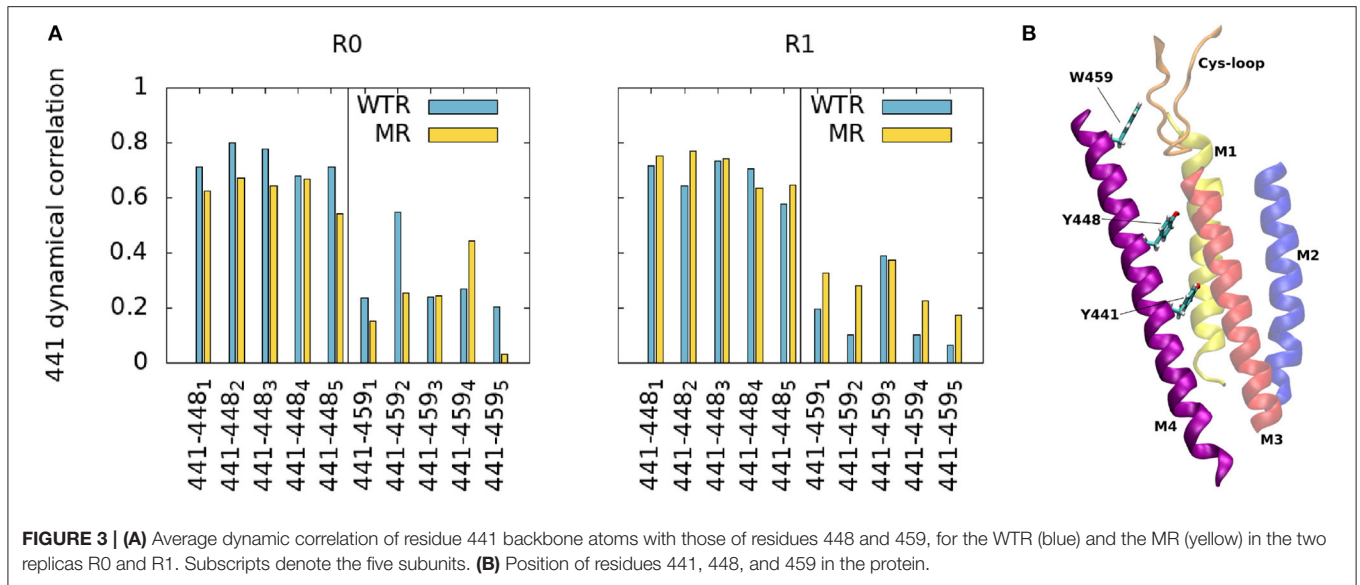 A
R0
R1
441 dynamical correlation
1
0.8
0.6
0.4
0.2
0
WTR
MR
WTR
MR
441-448₁
441-448₂
441-448₃
441-448₄
441-448₅
441-459₁
441-459₂
441-459₃
441-459₄
441-459₅
441-448₁
441-448₂
441-448₃
441-448₄
441-448₅
441-459₁
441-459₂
441-459₃
441-459₄
441-459₅
B
W459
Cys-loop
M1
Y448
M2
Y441
M4
M3
FIGURE 3 | (A) Average dynamic correlation of residue 441 backbone atoms with those of residues 448 and 459, for the WTR (blue) and the MR (yellow) in the two
replicas R0 and R1. Subscripts denote the five subunits. (B) Position of residues 441, 448, and 459 in the protein.